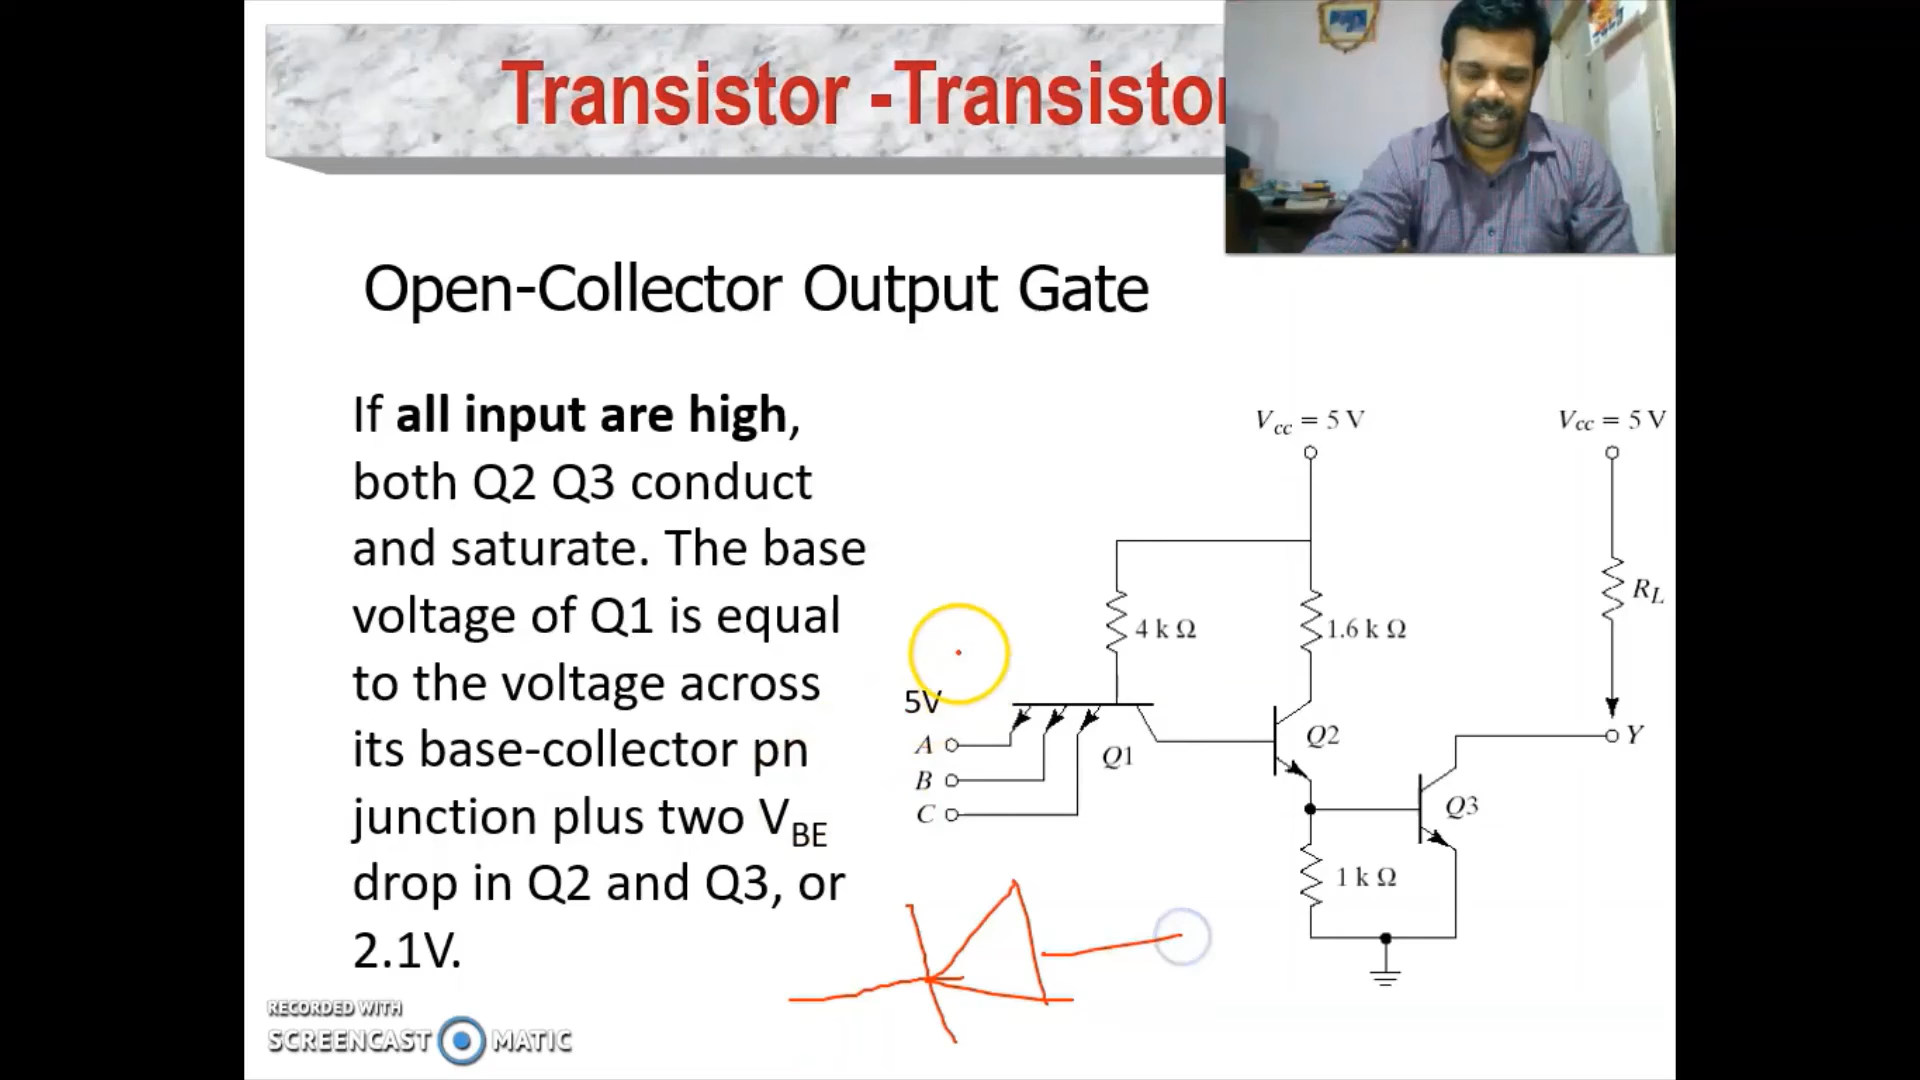 Transistor -Transistor
Open-Collector Output Gate
If all input are high,
both Q2 Q3 conduct
and saturate. The base
voltage of Q1 is equal
to the voltage across
its base-collector pn
junction plus two VBE
drop in Q2 and Q3, or
2.1V.
Vcc = 5 V
Vcc = 5 V
RL
4 k Ω
1.6 k Ω
5V
A
B
C
Q1
Q2
Y
Q3
1 k Ω
RECORDED WITH
SCREENCAST MATIC